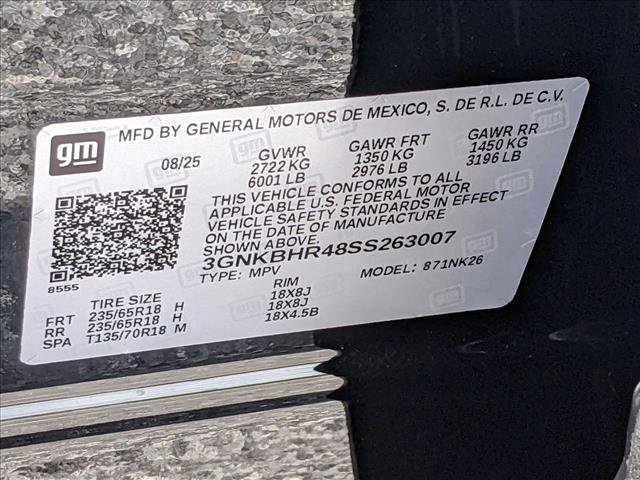 gm
MFD BY GENERAL MOTORS DE MEXICO, S. DE R.L. DE C.V.
08/25 GVWR GAWR FRT GAWR RR
2722 KG 1350 KG 1450 KG
6001 LB 2976 LB 3196 LB
THIS VEHICLE CONFORMS TO ALL
APPLICABLE U.S. FEDERAL MOTOR
VEHICLE SAFETY STANDARDS IN EFFECT
ON THE DATE OF MANUFACTURE
SHOWN ABOVE.
3GNKBHR48SS263007
8555
TYPE: MPV MODEL: 871NK26
TIRE SIZE RIM
FRT 235/65R18 H 18X8J
RR 235/65R18 H 18X8J
SPA T135/70R18 M 18X4.5B